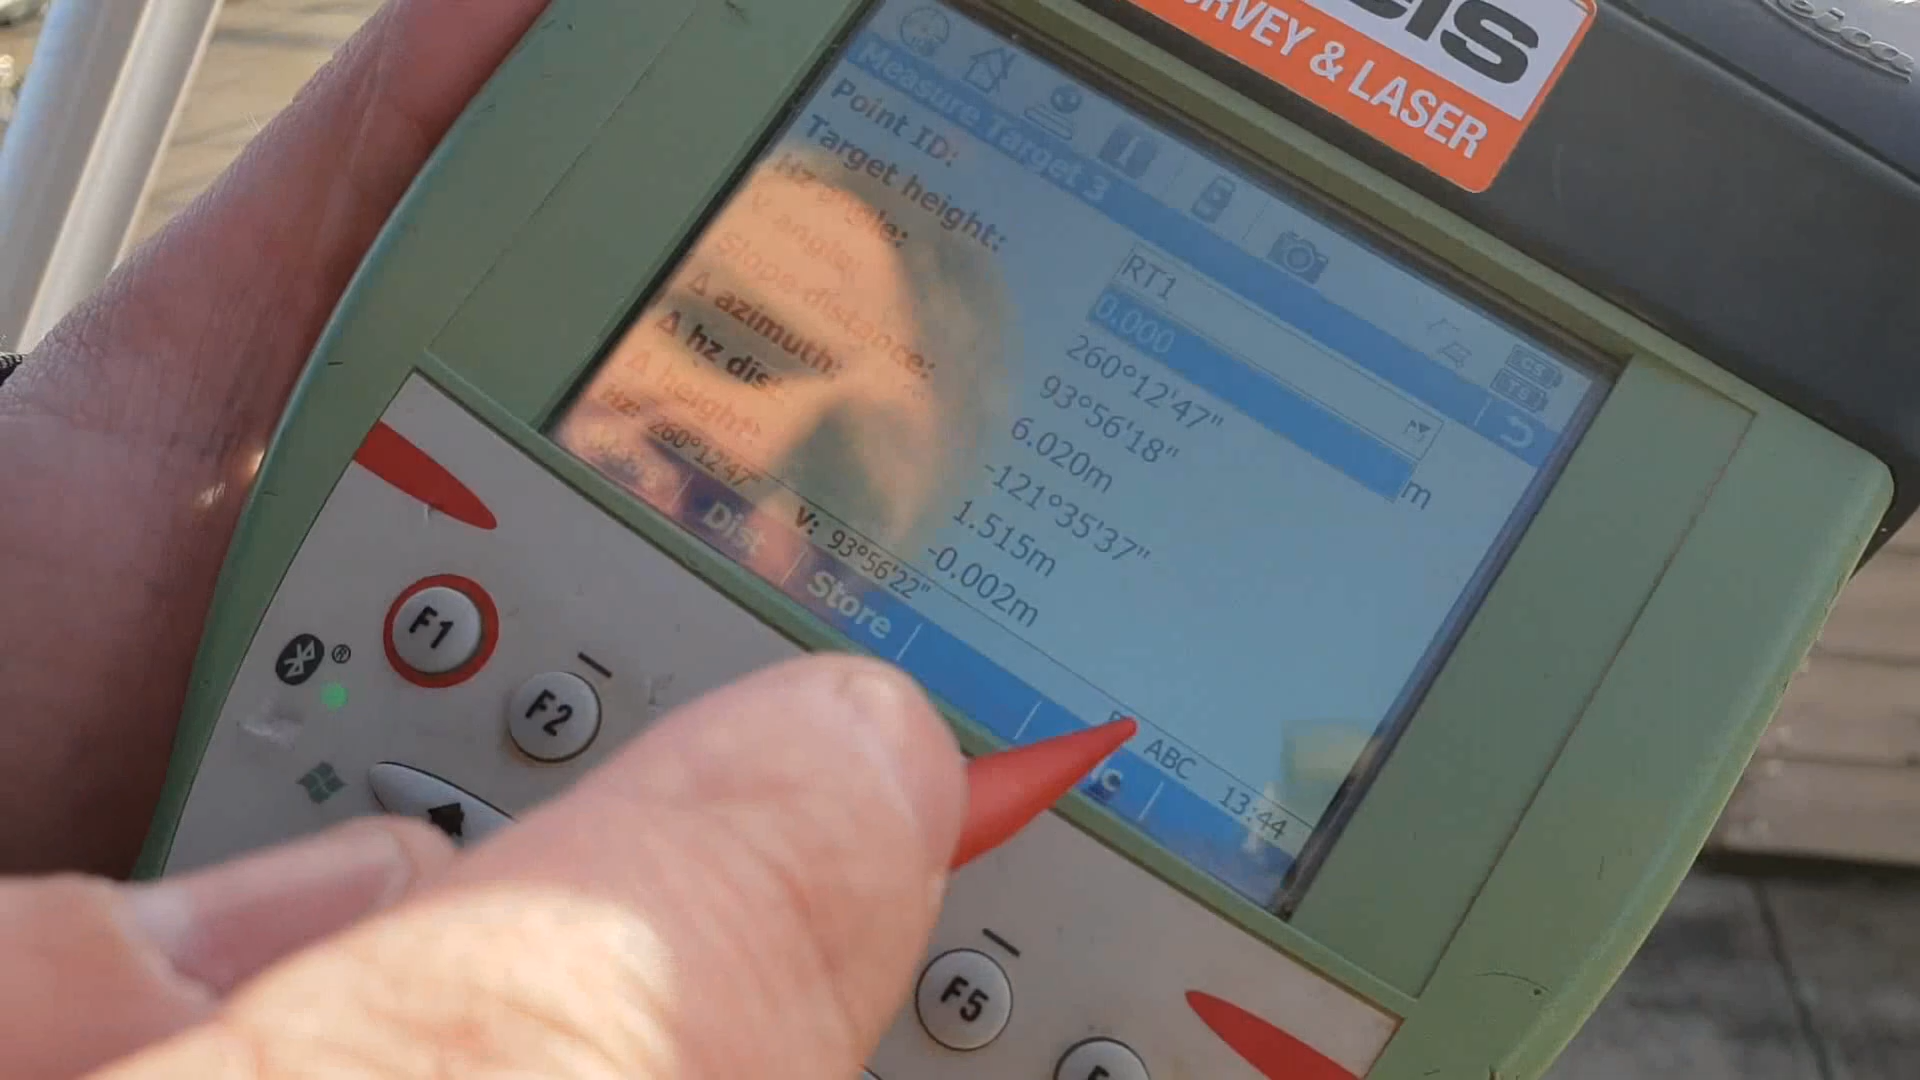 SURVEY & LASER
Leica
Measure Target 3
Point ID: RT1
Target height: 0.000 m
Hz angle: 260°12'47"
V angle: 93°56'18"
Slope distance: 6.020m
Δ azimuth: -121°35'37"
Δ hz dist: 1.515m
Δ height: -0.002m
Hz: 260°12'47" V: 93°56'22"
ABC 13:44
Dist Store
F1
F2
F5